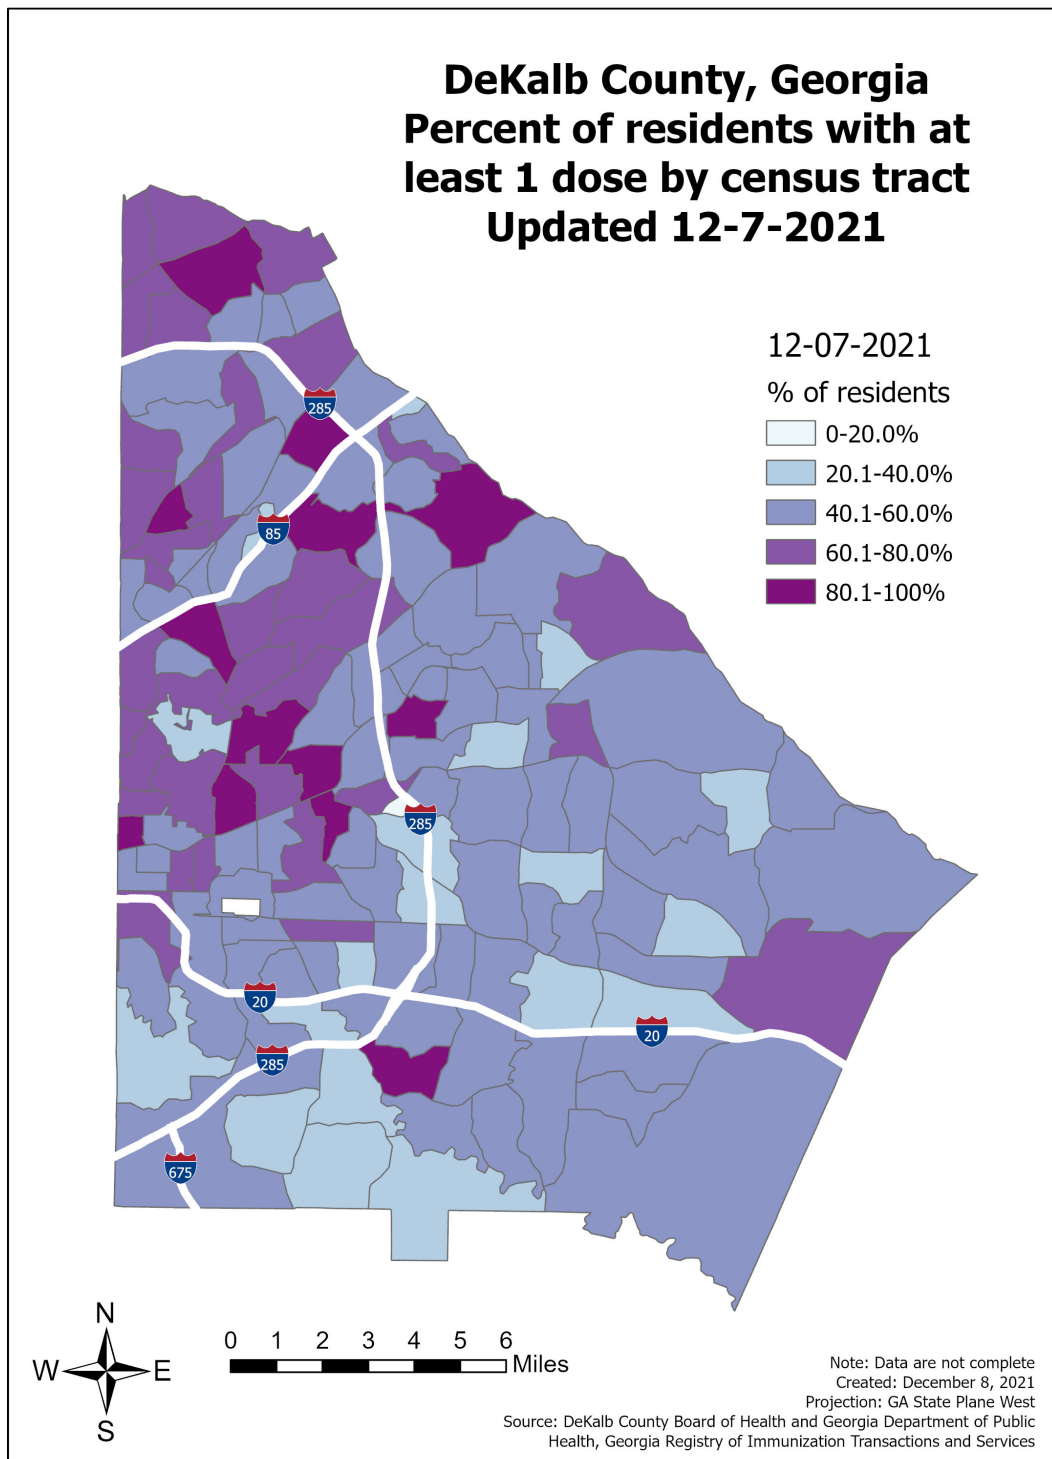 DeKalb County, Georgia
Percent of residents with at
least 1 dose by census tract
Updated 12-7-2021
12-07-2021
% of residents
0-20.0%
20.1-40.0%
40.1-60.0%
60.1-80.0%
80.1-100%
285
85
285
20
20
285
675
N
W E
S
0 1 2 3 4 5 6
Miles
Note: Data are not complete
Created: December 8, 2021
Projection: GA State Plane West
Source: DeKalb County Board of Health and Georgia Department of Public
Health, Georgia Registry of Immunization Transactions and Services